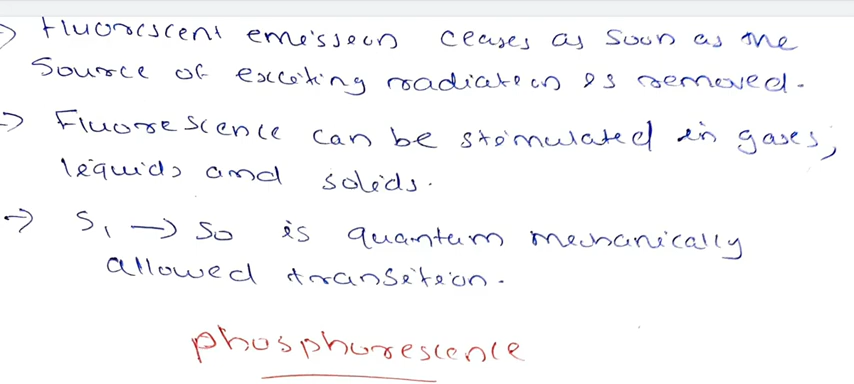 → Fluorescent emission ceases as soon as the
source of exciting radiation is removed.
→ Fluorescence can be stimulated in gases,
liquids and solids.
→ S₁ → S₀ is quantum mechanically
allowed transition.
phosphorescence